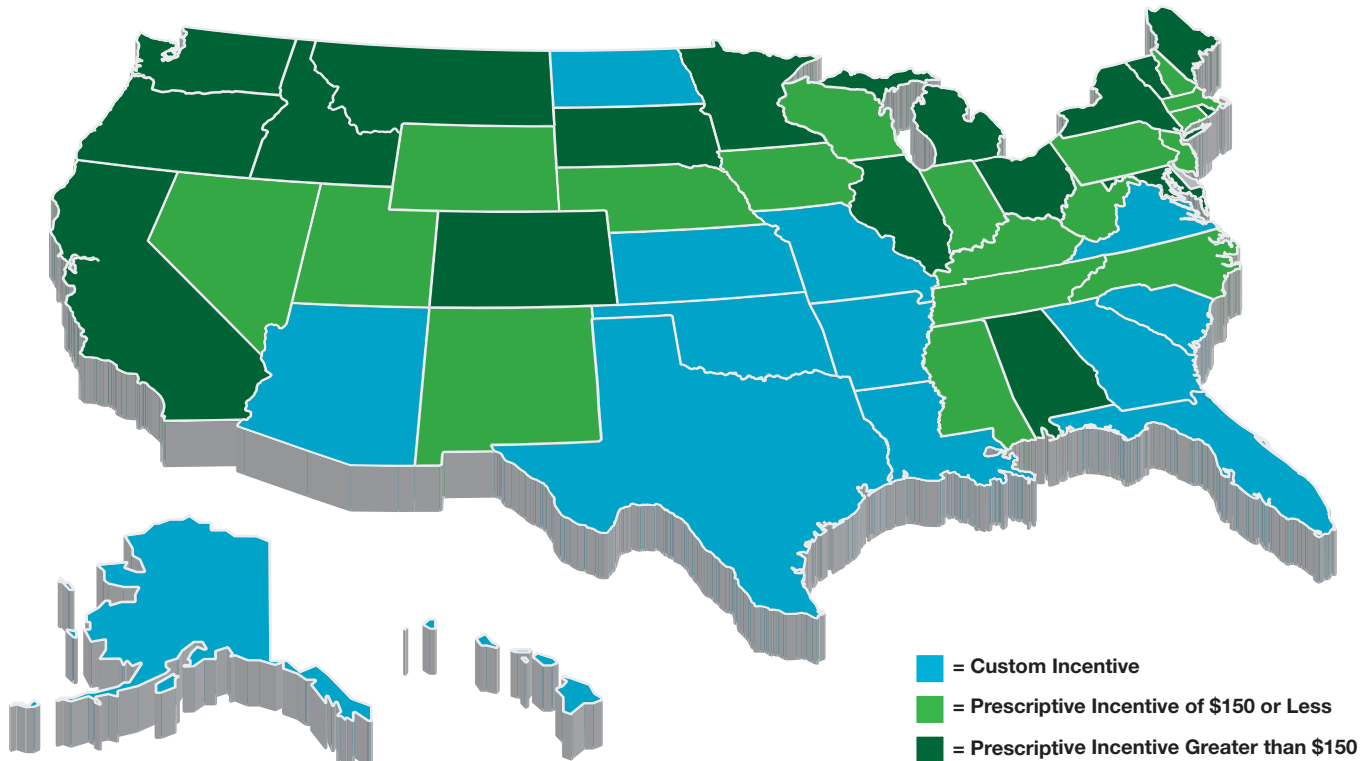 = Custom Incentive
= Prescriptive Incentive of $150 or Less
= Prescriptive Incentive Greater than $150